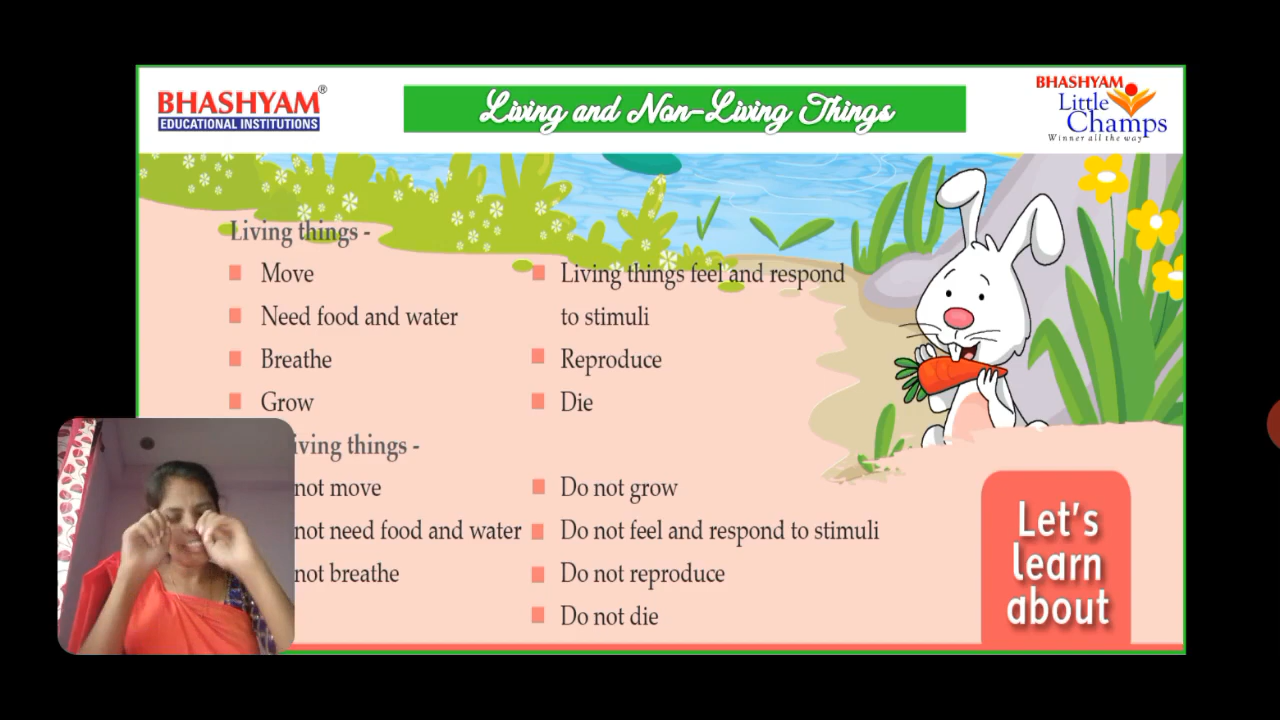 BHASHYAM®
EDUCATIONAL INSTITUTIONS
Living and Non-Living Things
BHASHYAM
Little
Champs
Winner all the way
Living things -
Move
Need food and water
Breathe
Grow
Living things feel and respond
to stimuli
Reproduce
Die
iving things -
not move
not need food and water
not breathe
Do not grow
Do not feel and respond to stimuli
Do not reproduce
Do not die
Let's
learn
about